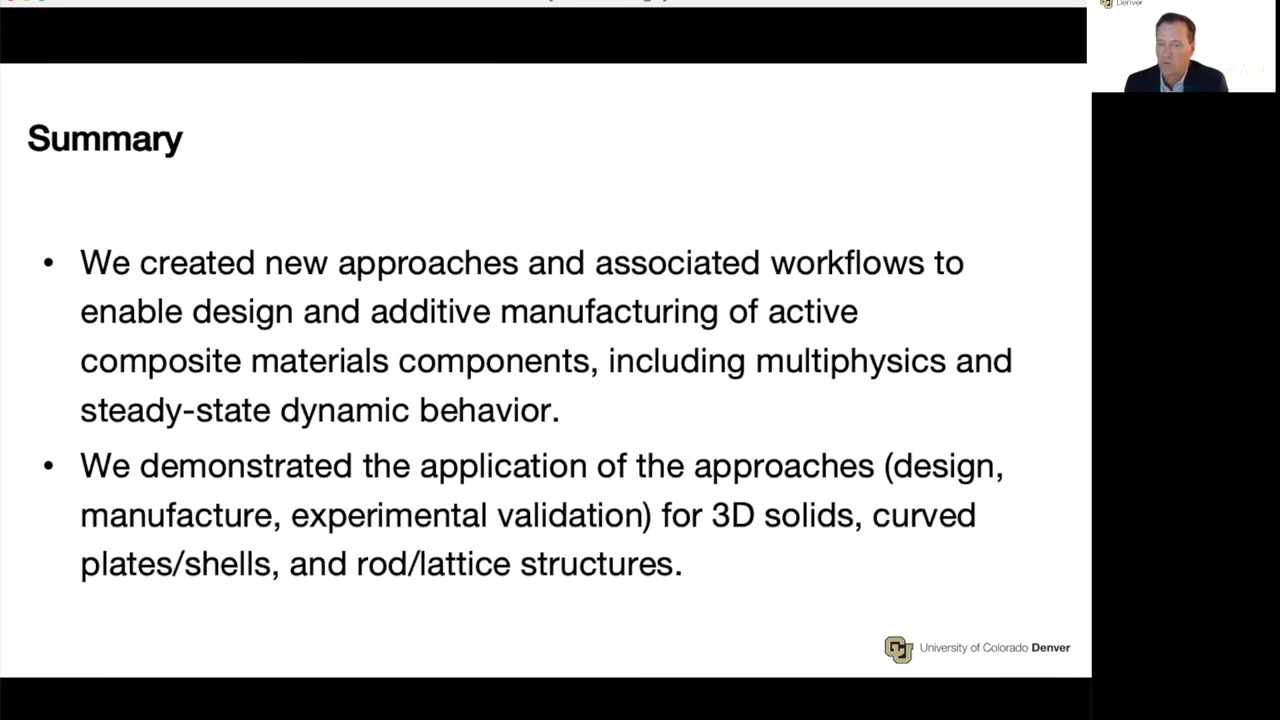 Denver
Summary
• We created new approaches and associated workflows to
enable design and additive manufacturing of active
composite materials components, including multiphysics and
steady-state dynamic behavior.
• We demonstrated the application of the approaches (design,
manufacture, experimental validation) for 3D solids, curved
plates/shells, and rod/lattice structures.
University of Colorado Denver